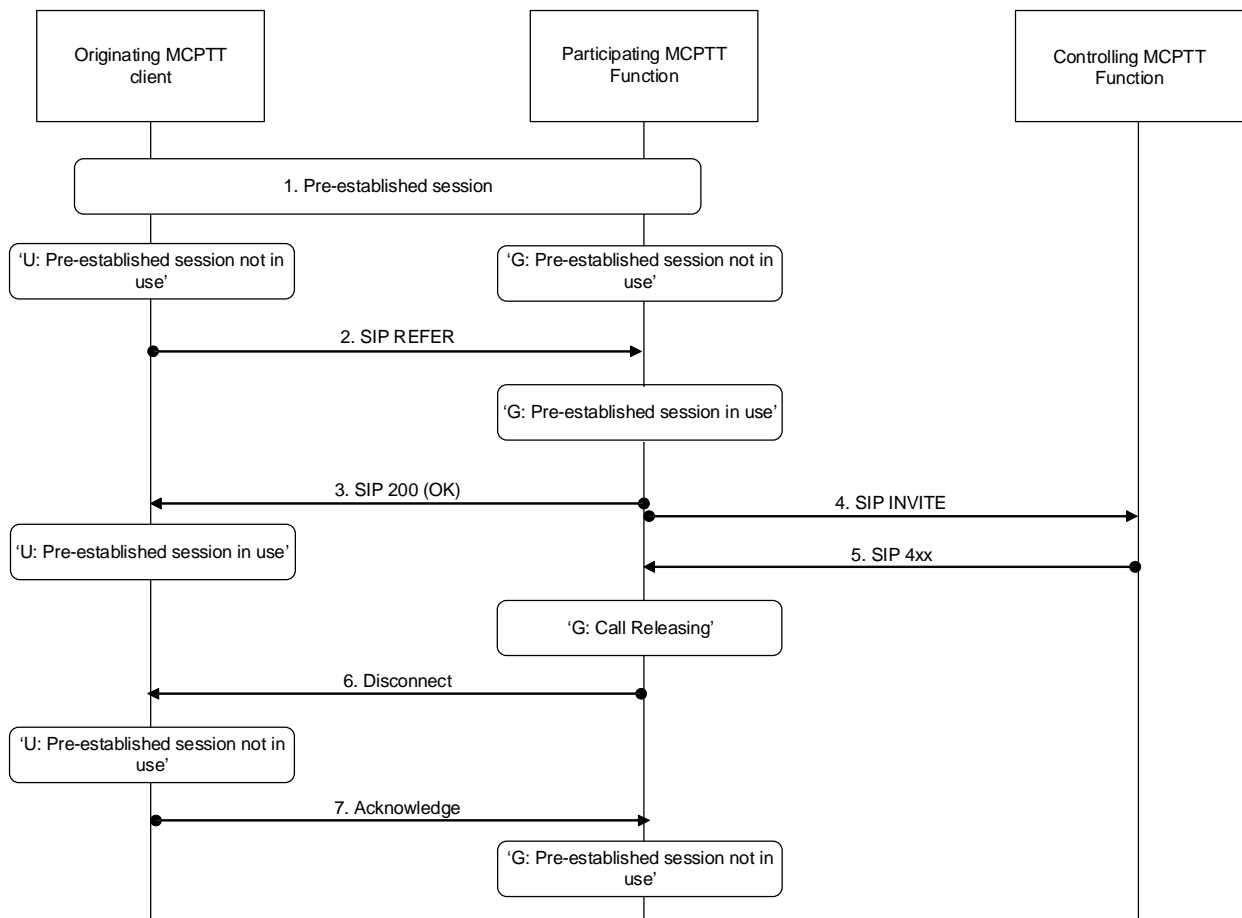 Originating MCPTT
client
Participating MCPTT
Function
Controlling MCPTT
Function
1. Pre-established session
‘U: Pre-established session not in
use’
‘G: Pre-established session not in
use’
2. SIP REFER
‘G: Pre-established session in use’
3. SIP 200 (OK)
4. SIP INVITE
‘U: Pre-established session in use’
5. SIP 4xx
‘G: Call Releasing’
6. Disconnect
‘U: Pre-established session not in
use’
7. Acknowledge
‘G: Pre-established session not in
use’